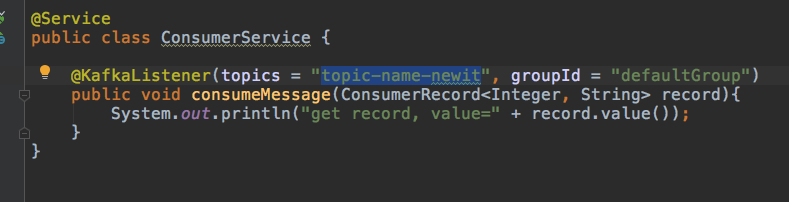 @Service
public class ConsumerService {
@KafkaListener(topics = "topic-name-newit", groupId = "defaultGroup")
public void consumeMessage(ConsumerRecord<Integer, String> record){
System.out.println("get record, value=" + record.value());
}
}